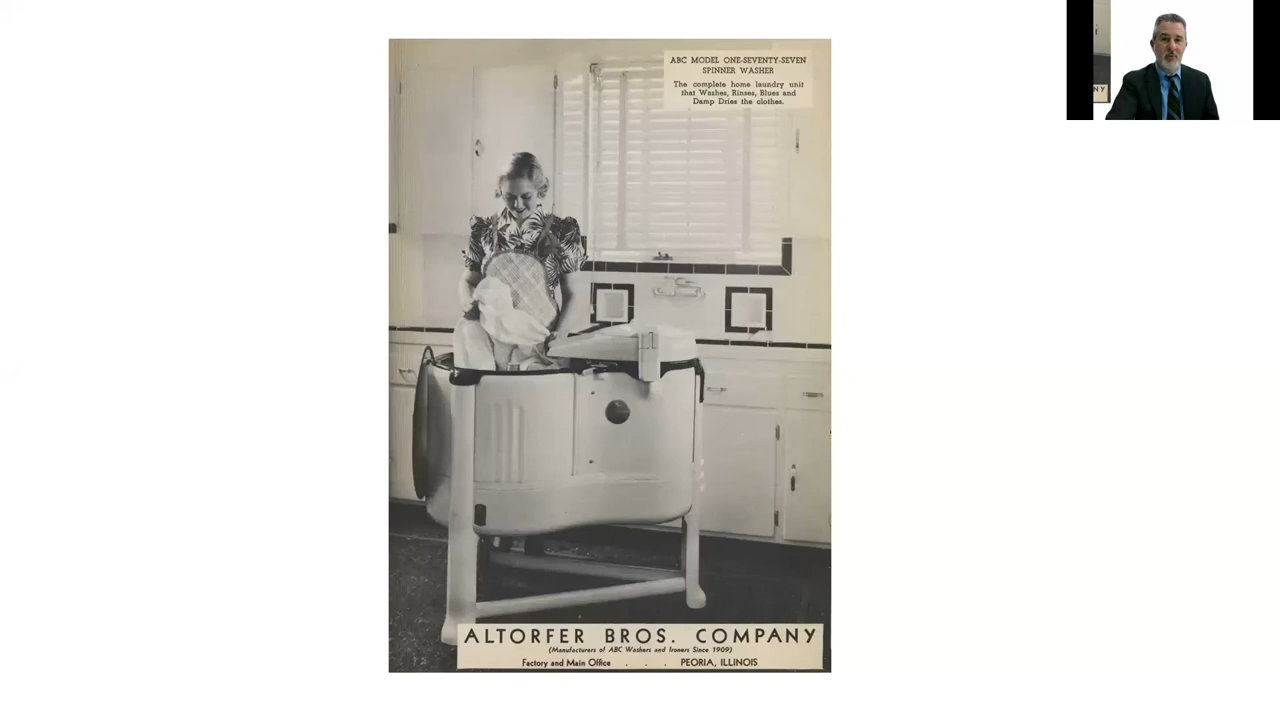 ABC MODEL ONE-SEVENTY-SEVEN
SPINNER WASHER
The complete home laundry unit
that Washes, Rinses, Blues and
Damp Dries the clothes.
ALTORFER BROS. COMPANY
(Manufacturers of ABC Washers and Ironers Since 1909)
Factory and Main Office . . . PEORIA, ILLINOIS
N Y